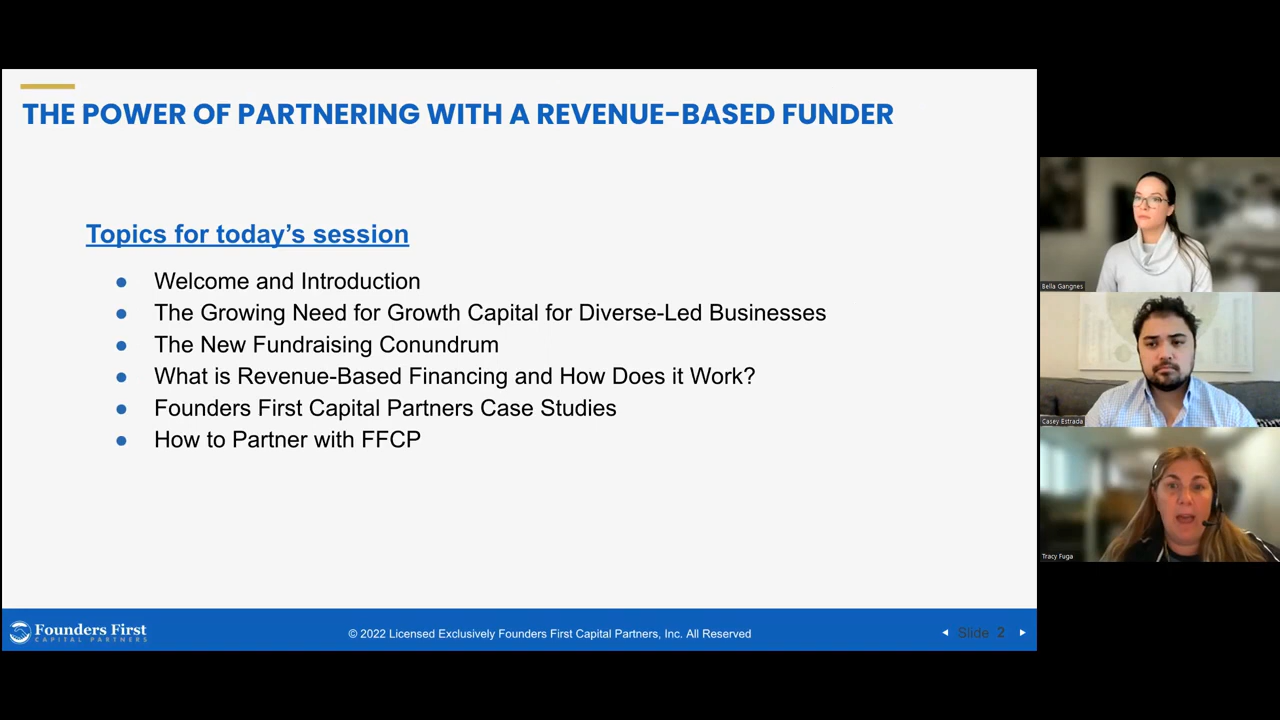 THE POWER OF PARTNERING WITH A REVENUE-BASED FUNDER
Topics for today's session
Welcome and Introduction
The Growing Need for Growth Capital for Diverse-Led Businesses
The New Fundraising Conundrum
What is Revenue-Based Financing and How Does it Work?
Founders First Capital Partners Case Studies
How to Partner with FFCP
Bella Gangnes
Casey Estrada
Tracy Fuga
Founders First
CAPITAL PARTNERS
© 2022 Licensed Exclusively Founders First Capital Partners, Inc. All Reserved
Slide 2